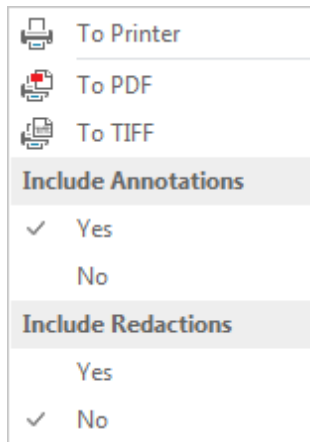 To Printer
To PDF
To TIFF
Include Annotations
Yes
No
Include Redactions
Yes
No